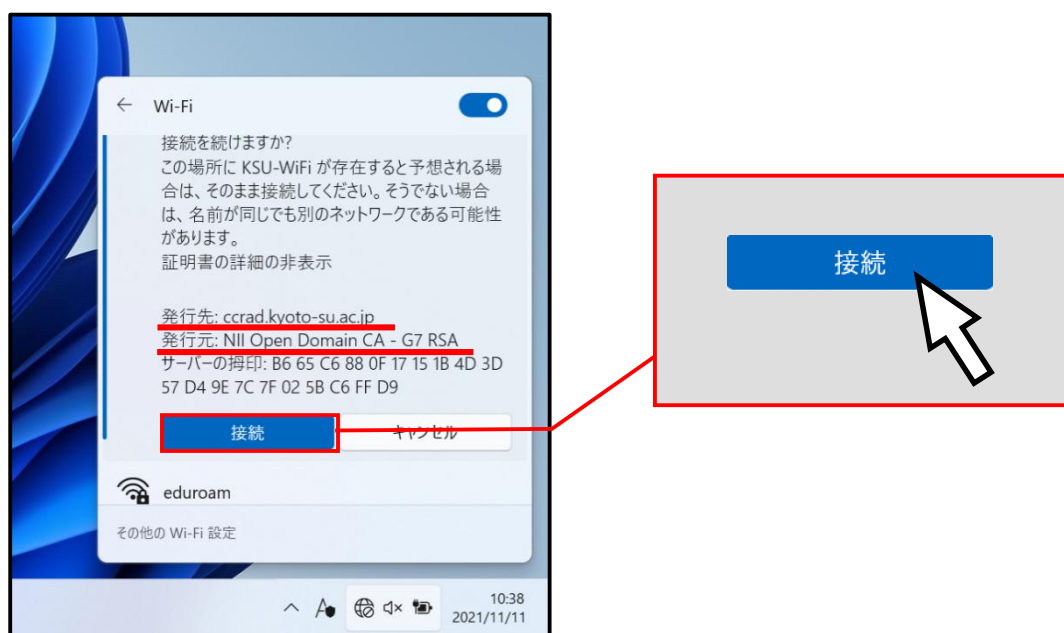 ← Wi-Fi
接続を続けますか?
この場所に KSU-WiFi が存在すると予想される場
合は、そのまま接続してください。そうでない場合
は、名前が同じでも別のネットワークである可能性
があります。
証明書の詳細の非表示
発行先: ccrad.kyoto-su.ac.jp
発行元: NII Open Domain CA - G7 RSA
サーバーの拇印: B6 65 C6 88 0F 17 15 1B 4D 3D
57 D4 9E 7C 7F 02 5B C6 FF D9
接続 キャンセル
eduroam
その他の Wi-Fi 設定
A
10:38
2021/11/11
接続